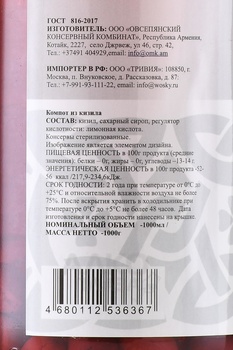 ГОСТ 816-2017
ИЗГОТОВИТЕЛЬ: ООО «ОВСЕПЯНСКИЙ
КОНСЕРВНЫЙ КОМБИНАТ», Республика Армения,
Котайк, 2227, село Джрвеж, ул 46, стр. 42,
тел. +37491 404929, email: info@omk.am
ИМПОРТЕР В РФ: ООО «ТРИВИЯ» 108850, г.
Москва, п. Внуковское, д. Рассказовка, д. 87
тел: +7-991-93-111-22, email: info@wosky.ru
Компот из кизила
СОСТАВ: кизил, сахарный сироп, регулятор
кислотности: лимонная кислота.
Консервы стерилизованные.
Изображение является элементом дизайна.
ПИЩЕВАЯ ЦЕННОСТЬ в 100г продукта (средние
значения): белки – 0г, жиры – 0г, углеводы –13-14 г.
ЭНЕРГЕТИЧЕСКАЯ ЦЕННОСТЬ в 100г продукта -52-
56 ккал /217,9-234,6кДж.
СРОК ГОДНОСТИ: 2 года при температуре от 0°С до
+25°С и относительной влажности воздуха не более
75%. После вскрытия хранить в холодильнике при
температуре от 0°С до +5°С не более 48 часов. Дата
изготовления и срок годности нанесены на крышке.
НОМИНАЛЬНЫЙ ОБЪЕМ -1000мл/
МАССА НЕТТО -1000г
4 680112 536367